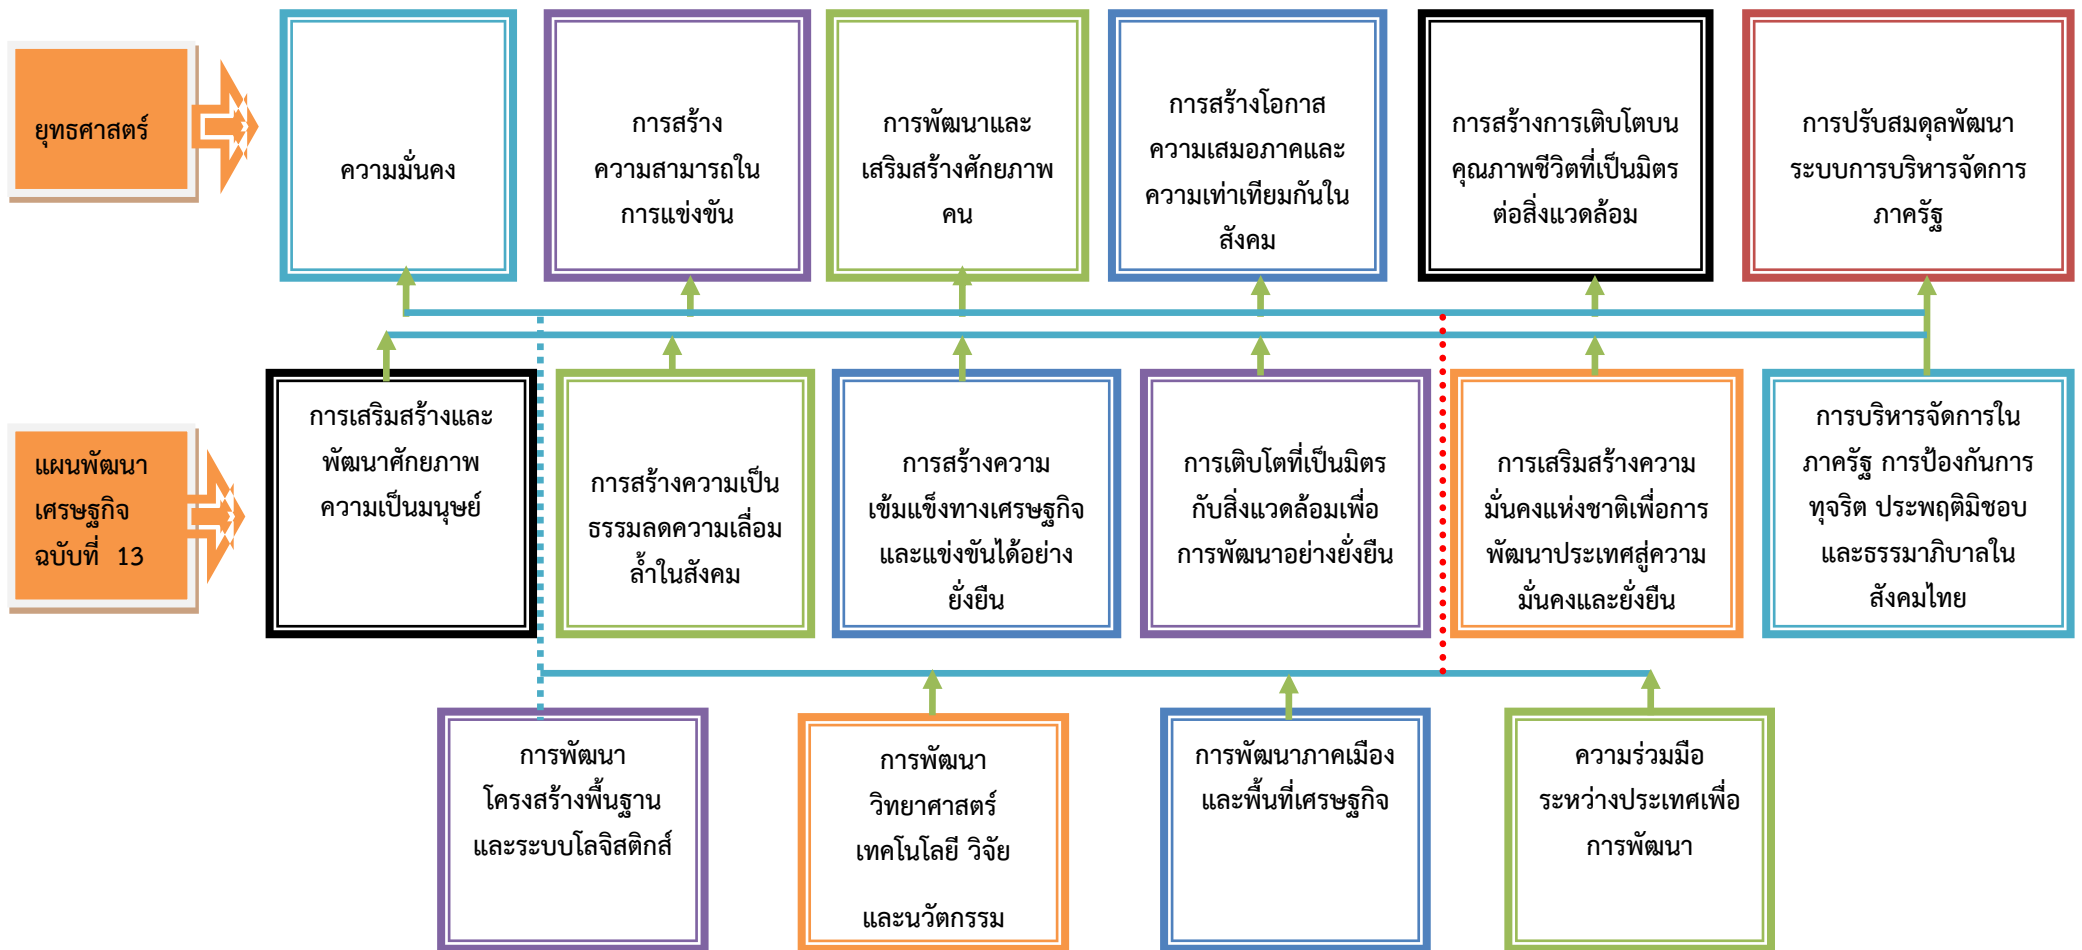 ยุทธศาสตร์
ความมั่นคง
การสร้าง
ความสามารถใน
การแข่งขัน
การพัฒนาและ
เสริมสร้างศักยภาพ
คน
การสร้างโอกาส
ความเสมอภาคและ
ความเท่าเทียมกันใน
สังคม
การสร้างการเติบโตบน
คุณภาพชีวิตที่เป็นมิตร
ต่อสิ่งแวดล้อม
การปรับสมดุลพัฒนา
ระบบการบริหารจัดการ
ภาครัฐ
แผนพัฒนา
เศรษฐกิจ
ฉบับที่ 13
การเสริมสร้างและ
พัฒนาศักยภาพ
ความเป็นมนุษย์
การสร้างความเป็น
ธรรมลดความเลื่อม
ล้ำในสังคม
การสร้างความ
เข้มแข็งทางเศรษฐกิจ
และแข่งขันได้อย่าง
ยั่งยืน
การเติบโตที่เป็นมิตร
กับสิ่งแวดล้อมเพื่อ
การพัฒนาอย่างยั่งยืน
การเสริมสร้างความ
มั่นคงแห่งชาติเพื่อการ
พัฒนาประเทศสู่ความ
มั่นคงและยั่งยืน
การบริหารจัดการใน
ภาครัฐ การป้องกันการ
ทุจริต ประพฤติมิชอบ
และธรรมาภิบาลใน
สังคมไทย
การพัฒนา
โครงสร้างพื้นฐาน
และระบบโลจิสติกส์
การพัฒนา
วิทยาศาสตร์
เทคโนโลยี วิจัย
และนวัตกรรม
การพัฒนาภาคเมือง
และพื้นที่เศรษฐกิจ
ความร่วมมือ
ระหว่างประเทศเพื่อ
การพัฒนา